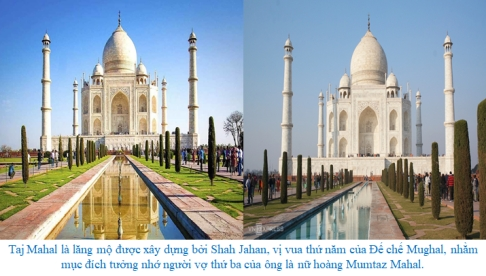 Taj Mahal là lăng mộ được xây dựng bởi Shah Jahan, vị vua thứ năm của Đế chế Mughal, nhằm
mục đích tưởng nhớ người vợ thứ ba của ông là nữ hoàng Mumtaz Mahal.